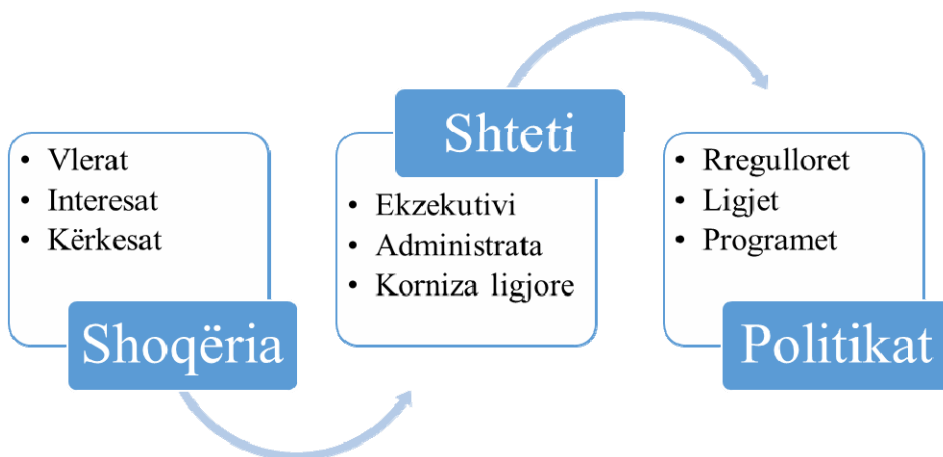 • Vlerat
• Interesat
• Kërkesat
Shoqëria
Shteti
• Ekzekutivi
• Administrata
• Korniza ligjore
• Rregulloret
• Ligjet
• Programet
Politikat